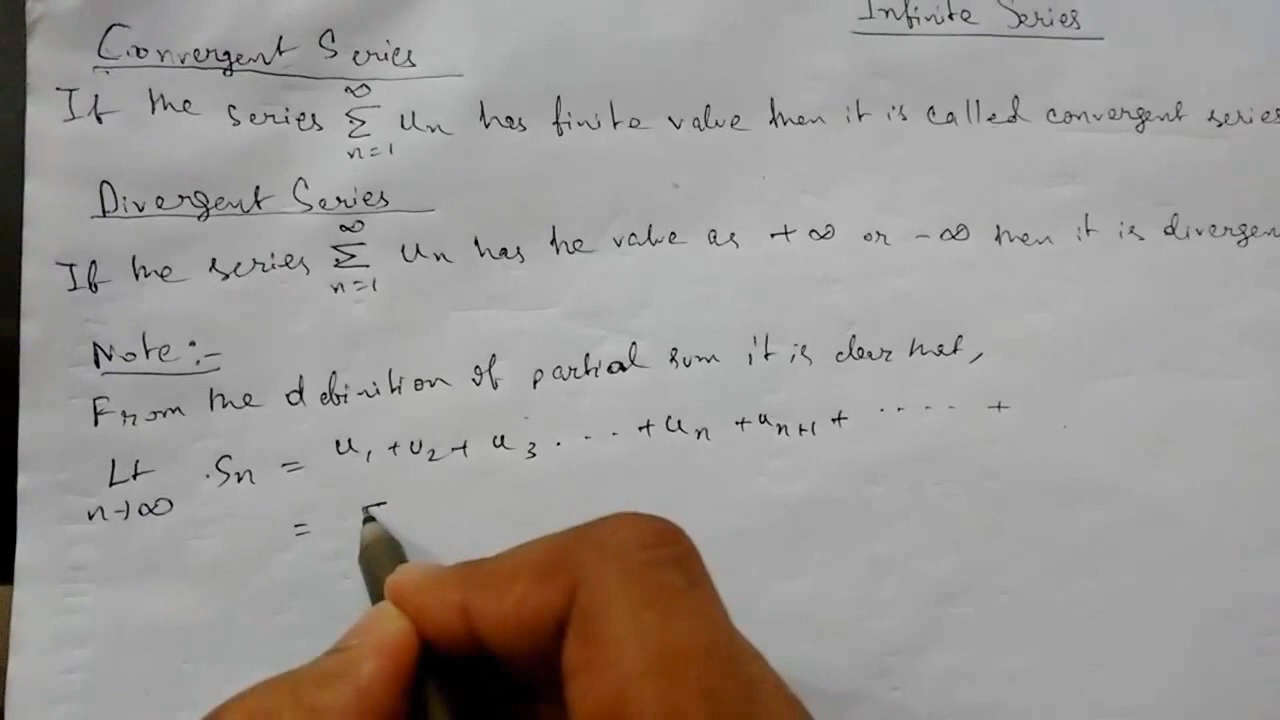 Infinite Series
Convergent Series
If the series ∞∑n=1 un has finite value then it is called convergent series
Divergent Series
If the series ∞∑n=1 un has he value as +∞ or -∞ then it is divergen
Note:-
From the definition of partial sum it is clear that,
Lt n→∞ .Sn = u1 + u2 + u3 .... + un + un+1 + ..... +
=